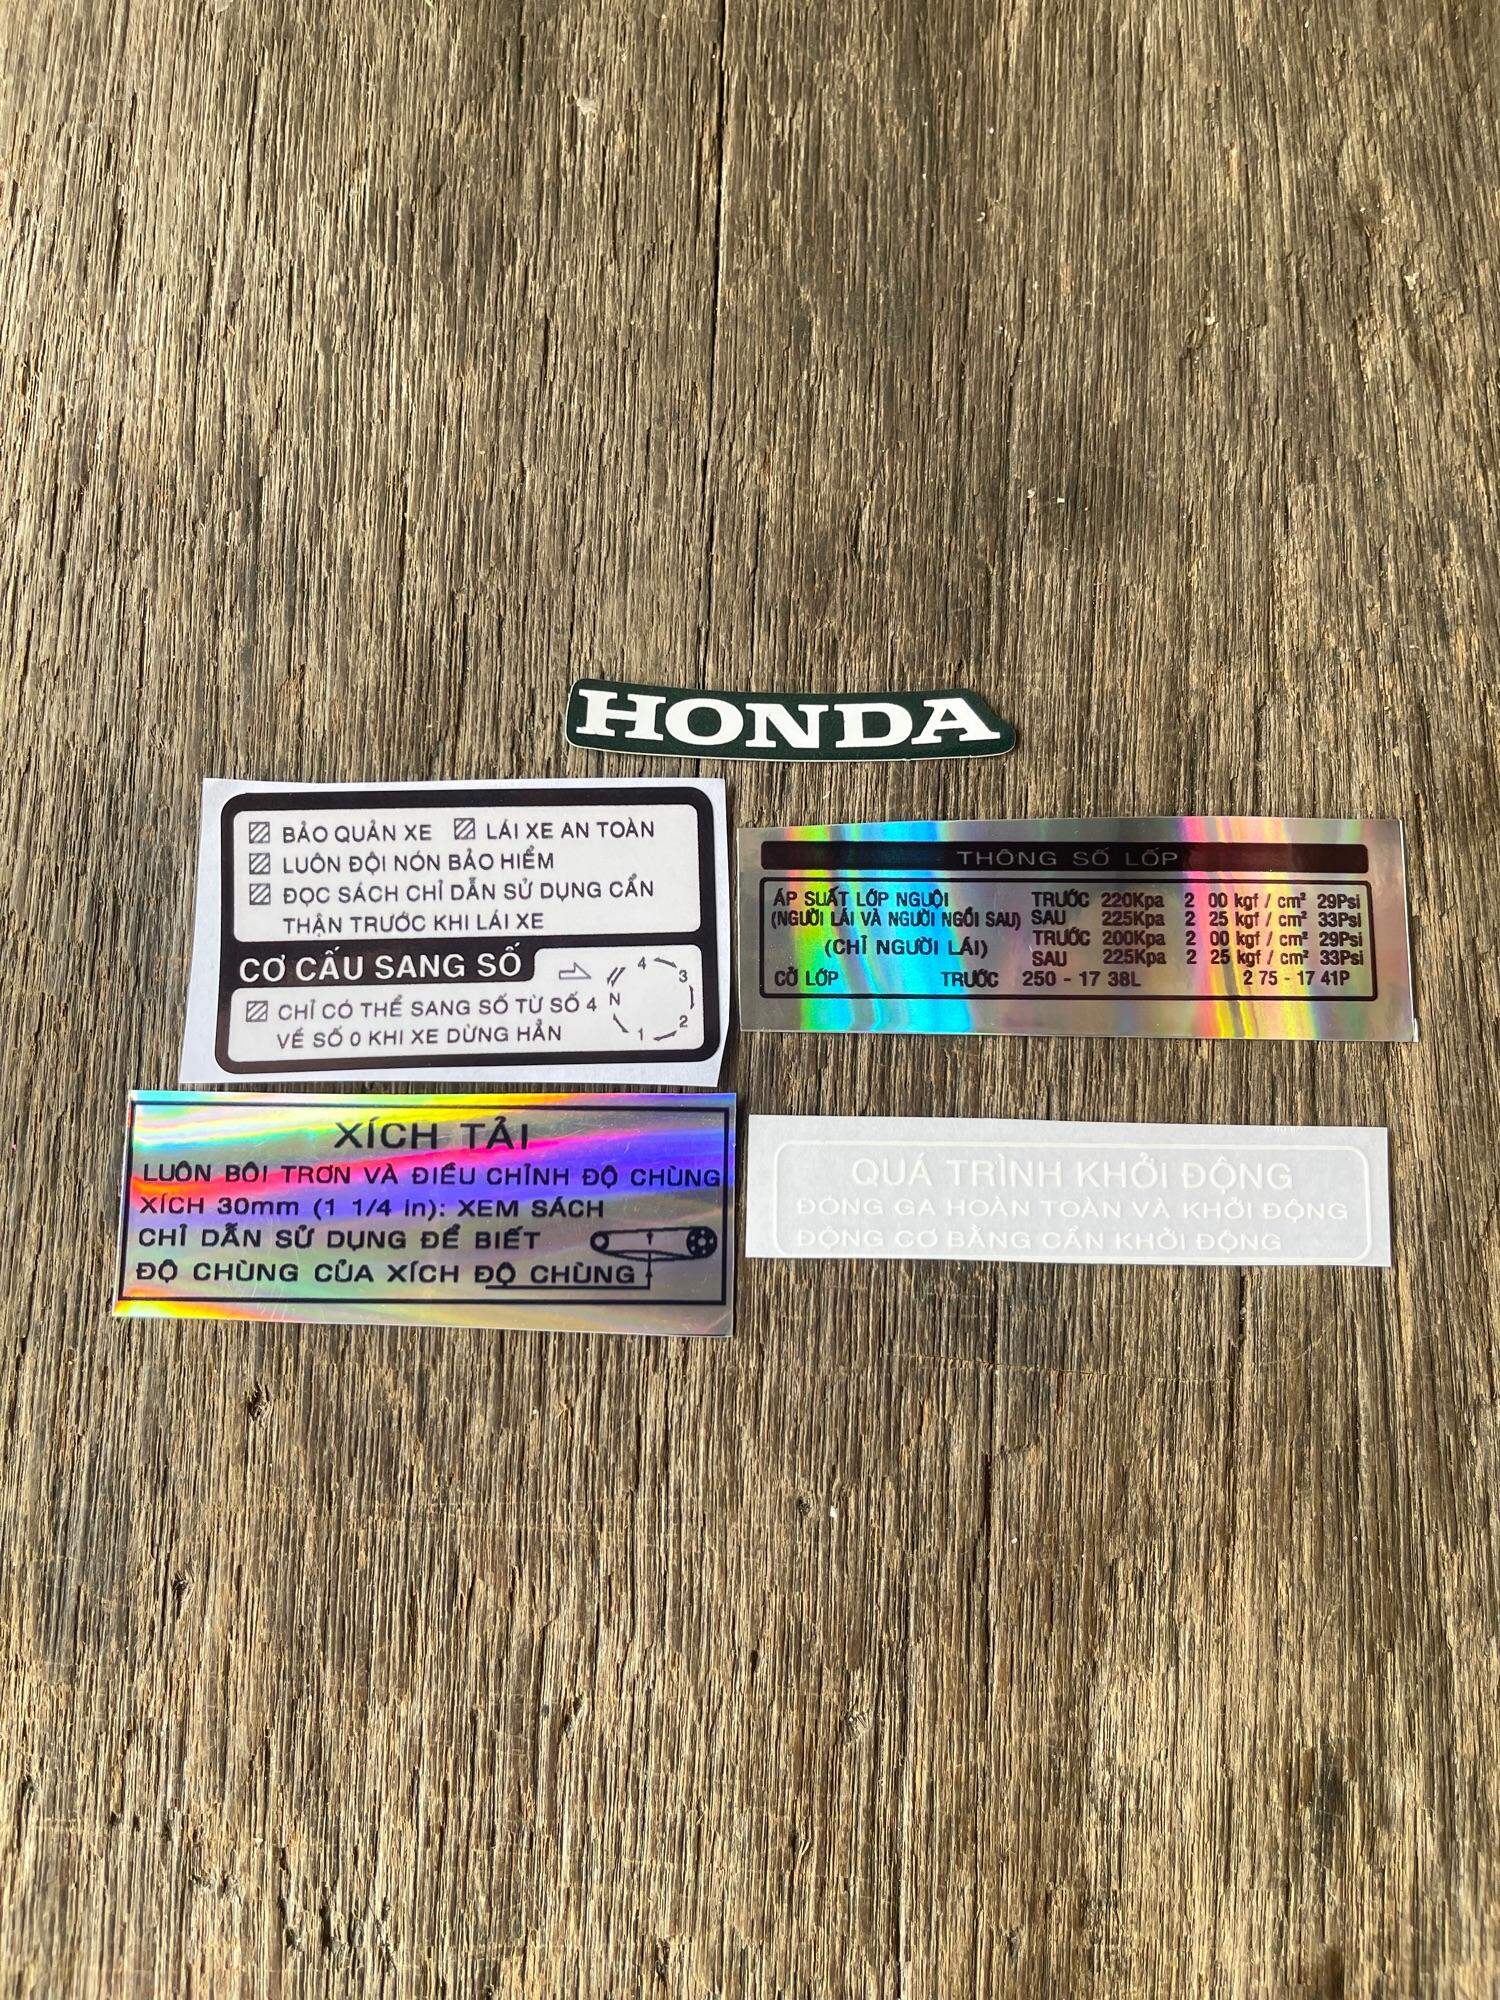 HONDA
BẢO QUẢN XE LÁI XE AN TOÀN
LUÔN ĐỘI NÓN BẢO HIỂM
ĐỌC SÁCH CHỈ DẪN SỬ DỤNG CẨN
THẬN TRƯỚC KHI LÁI XE
CƠ CẤU SANG SỐ
CHỈ CÓ THỂ SANG SỐ TỪ SỐ 4
VỀ SỐ 0 KHI XE DỪNG HẲN
4
3
N
2
1
THÔNG SỐ LỐP
ÁP SUẤT LỐP NGUỘI TRƯỚC 220Kpa 2 00 kgf / cm² 29Psi
(NGƯỜI LÁI VÀ NGƯỜI NGỒI SAU) SAU 225Kpa 2 25 kgf / cm² 33Psi
(CHỈ NGƯỜI LÁI) TRƯỚC 200Kpa 2 00 kgf / cm² 29Psi
SAU 225Kpa 2 25 kgf / cm² 33Psi
CỞ LỐP TRƯỚC 250 - 17 38L 2 75 - 17 41P
XÍCH TẢI
LUÔN BÔI TRƠN VÀ ĐIỀU CHỈNH ĐỘ CHÙNG
XÍCH 30mm (1 1/4 in): XEM SÁCH
CHỈ DẪN SỬ DỤNG ĐỂ BIẾT
ĐỘ CHÙNG CỦA XÍCH ĐỘ CHÙNG
QUÁ TRÌNH KHỞI ĐỘNG
ĐÓNG GA HOÀN TOÀN VÀ KHỞI ĐỘNG
ĐỘNG CƠ BẰNG CẦN KHỞI ĐỘNG